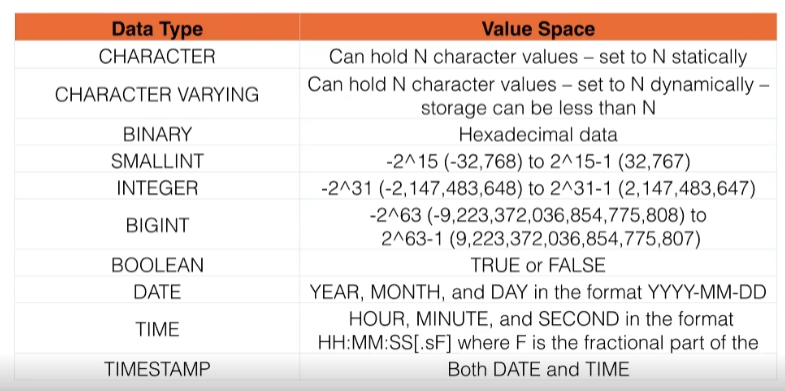 Data Type Value Space
CHARACTER Can hold N character values – set to N statically
CHARACTER VARYING Can hold N character values – set to N dynamically –
storage can be less than N
BINARY Hexadecimal data
SMALLINT -2^15 (-32,768) to 2^15-1 (32,767)
INTEGER -2^31 (-2,147,483,648) to 2^31-1 (2,147,483,647)
BIGINT -2^63 (-9,223,372,036,854,775,808) to
2^63-1 (9,223,372,036,854,775,807)
BOOLEAN TRUE or FALSE
DATE YEAR, MONTH, and DAY in the format YYYY-MM-DD
TIME HOUR, MINUTE, and SECOND in the format
HH:MM:SS[.sF] where F is the fractional part of the
TIMESTAMP Both DATE and TIME